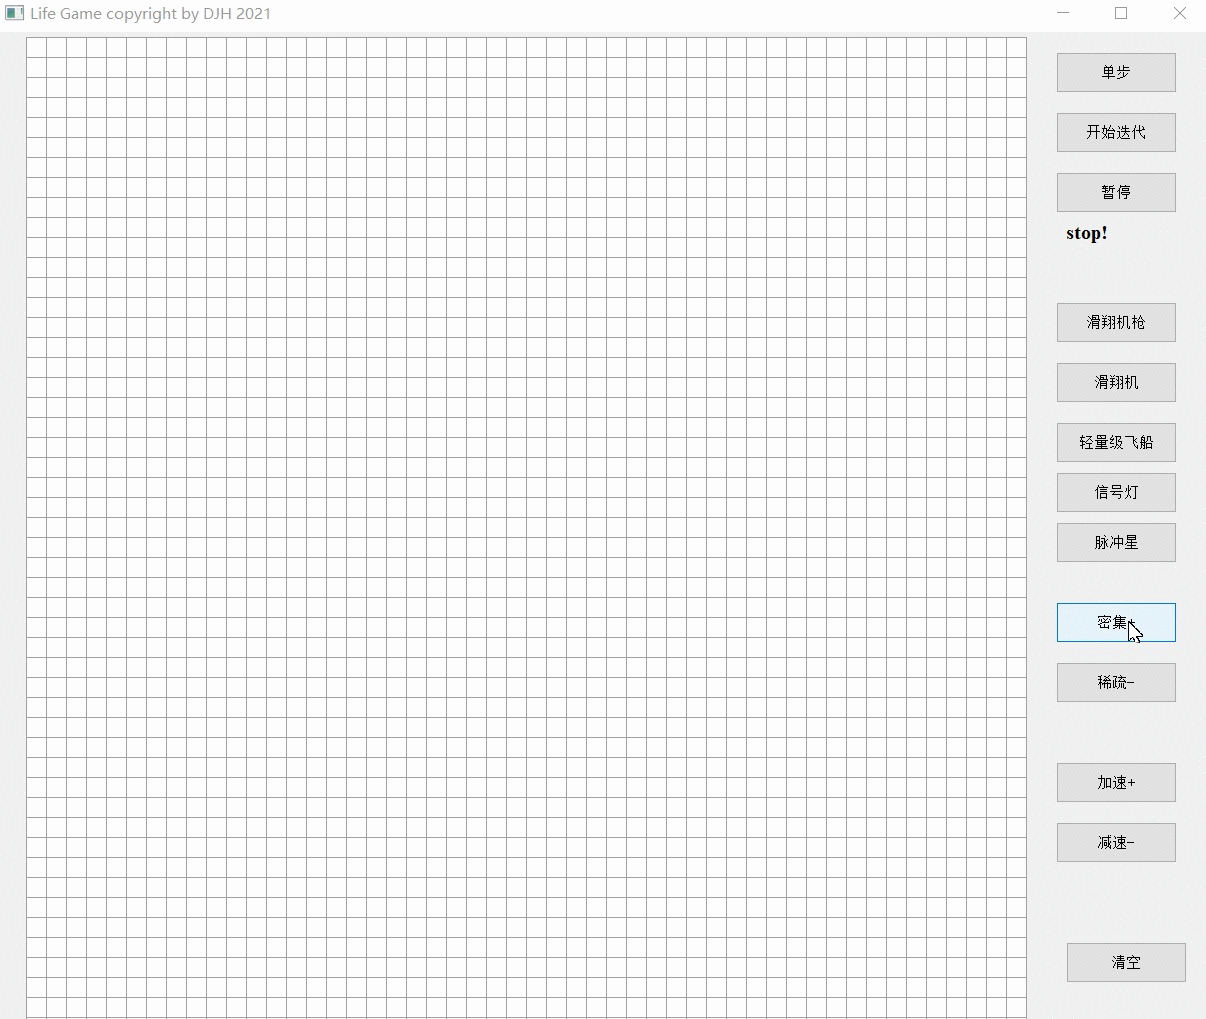 Life Game copyright by DJH 2021
单步
开始迭代
暂停
stop!
滑翔机枪
滑翔机
轻量级飞船
信号灯
脉冲星
密集+
稀疏-
加速+
减速-
清空